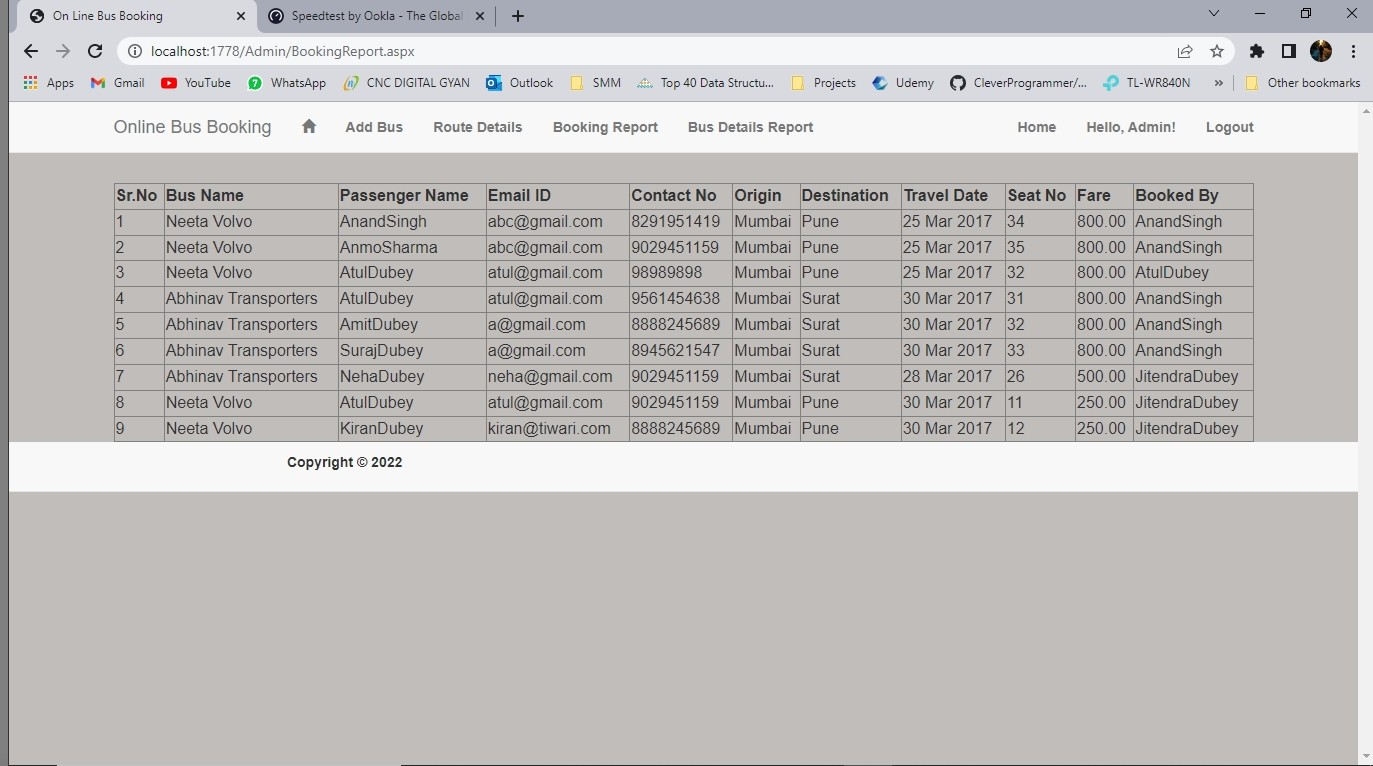 On Line Bus Booking Speedtest by Ookla - The Global
localhost:1778/Admin/BookingReport.aspx
Apps Gmail YouTube 7 WhatsApp CNC DIGITAL GYAN Outlook SMM Top 40 Data Structu... Projects Udemy CleverProgrammer/... TL-WR840N » Other bookmarks
Online Bus Booking Add Bus Route Details Booking Report Bus Details Report Home Hello, Admin! Logout
Sr.No Bus Name Passenger Name Email ID Contact No Origin Destination Travel Date Seat No Fare Booked By
1 Neeta Volvo AnandSingh abc@gmail.com 8291951419 Mumbai Pune 25 Mar 2017 34 800.00 AnandSingh
2 Neeta Volvo AnmoSharma abc@gmail.com 9029451159 Mumbai Pune 25 Mar 2017 35 800.00 AnandSingh
3 Neeta Volvo AtulDubey atul@gmail.com 98989898 Mumbai Pune 25 Mar 2017 32 800.00 AtulDubey
4 Abhinav Transporters AtulDubey atul@gmail.com 9561454638 Mumbai Surat 30 Mar 2017 31 800.00 AnandSingh
5 Abhinav Transporters AmitDubey a@gmail.com 8888245689 Mumbai Surat 30 Mar 2017 32 800.00 AnandSingh
6 Abhinav Transporters SurajDubey a@gmail.com 8945621547 Mumbai Surat 30 Mar 2017 33 800.00 AnandSingh
7 Abhinav Transporters NehaDubey neha@gmail.com 9029451159 Mumbai Surat 28 Mar 2017 26 500.00 JitendraDubey
8 Neeta Volvo AtulDubey atul@gmail.com 9029451159 Mumbai Pune 30 Mar 2017 11 250.00 JitendraDubey
9 Neeta Volvo KiranDubey kiran@tiwari.com 8888245689 Mumbai Pune 30 Mar 2017 12 250.00 JitendraDubey
Copyright © 2022